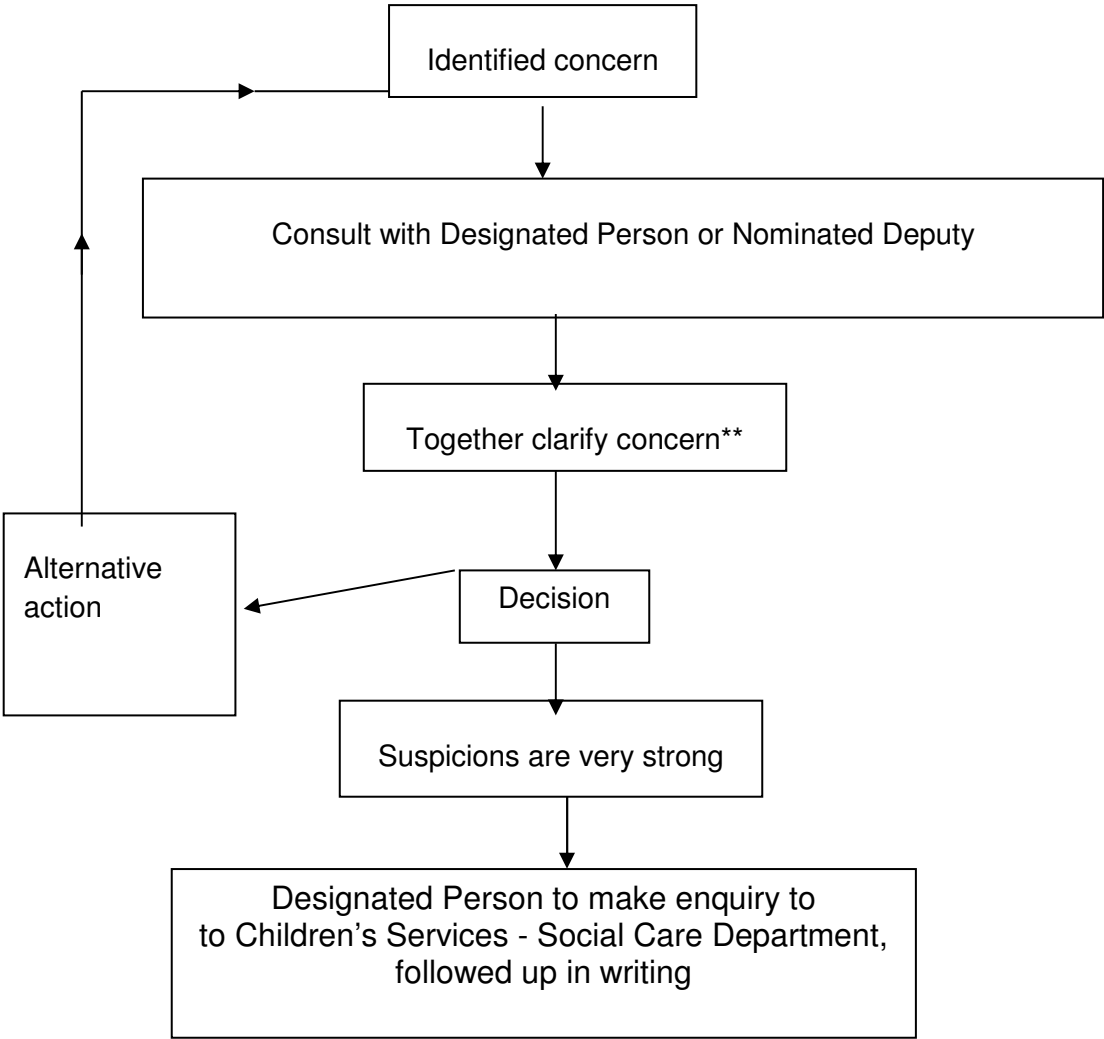 Identified concern
Consult with Designated Person or Nominated Deputy
Together clarify concern**
Alternative
action
Decision
Suspicions are very strong
Designated Person to make enquiry to
to Children's Services - Social Care Department,
followed up in writing